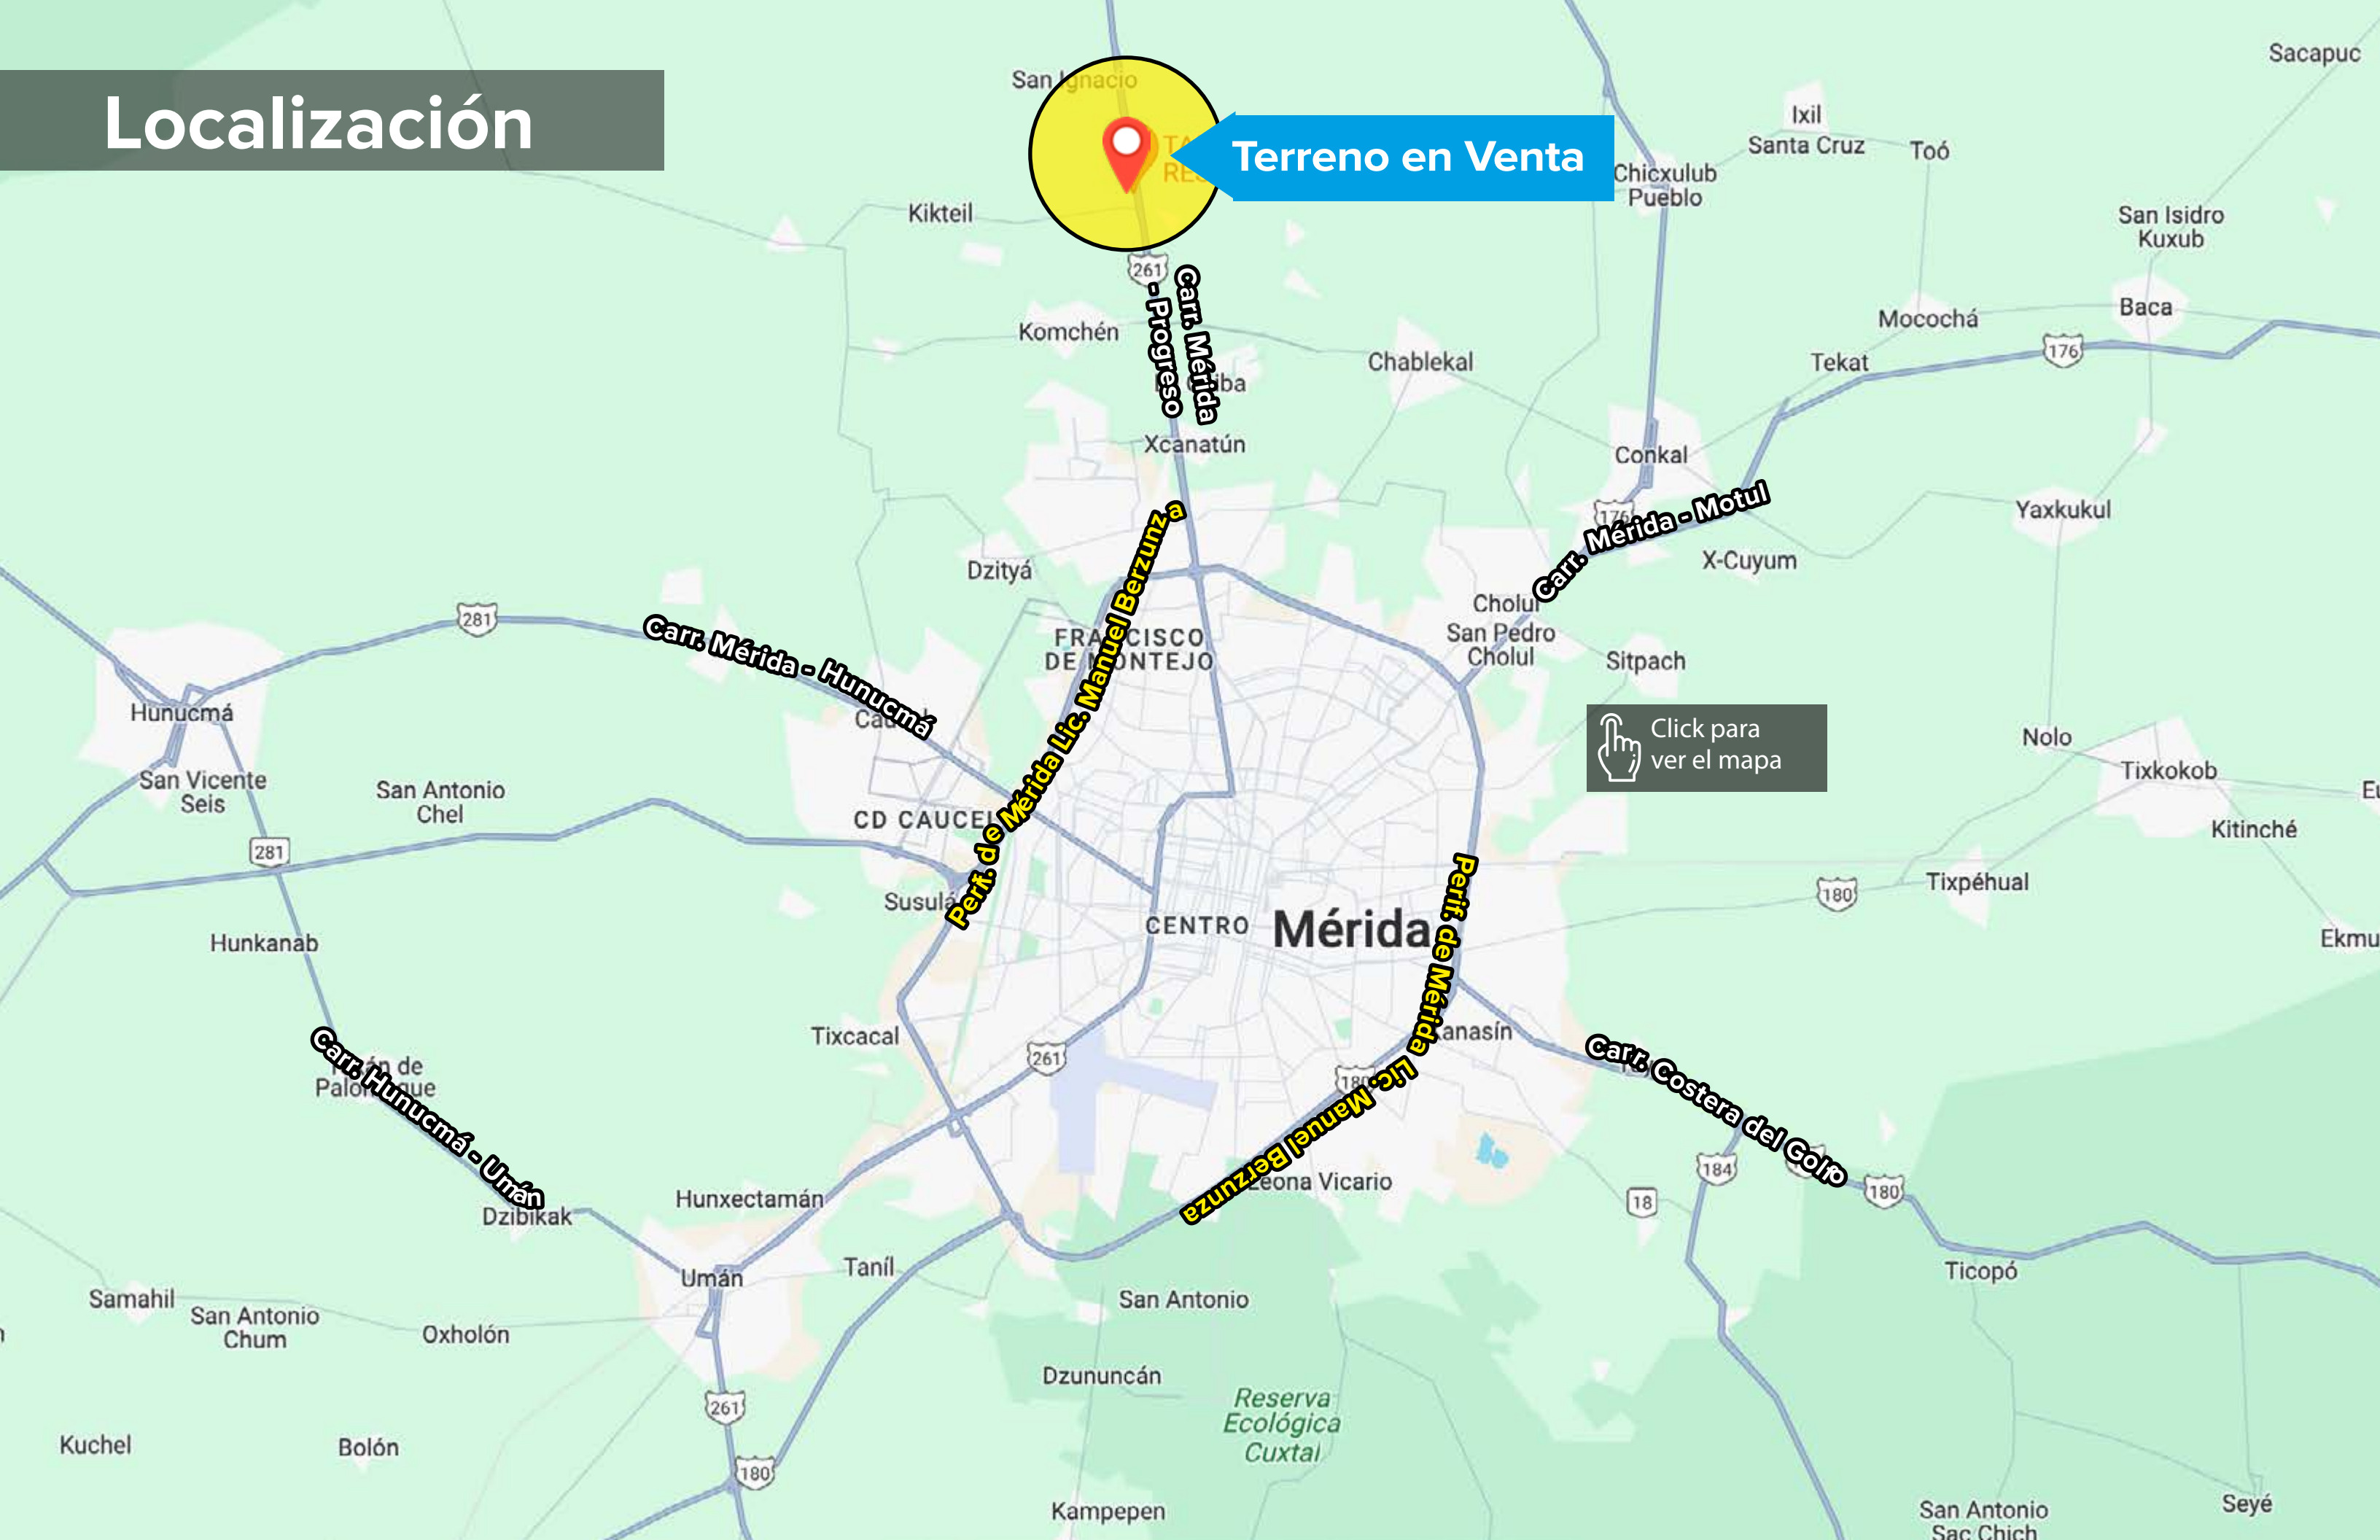 Localización
Sacapuc
San Ignacio
Terreno en Venta
Ixil
Santa Cruz
Toó
Chicxulub
Pueblo
Kikteil
San Isidro
Kuxub
261
Carr. Mérida
- Progreso
Komchén
Baca
Mocochá
176
Tekat
Chablekal
Xcanatún
Conkal
176
Carr. Mérida - Motul
Yaxkukul
X-Cuyum
Dzityá
Cholul
San Pedro
Cholul
Sitpach
281
Carr. Mérida - Hunucmá
FRANCISCO
DE MONTEJO
Perif. de Mérida Lic. Manuel Berzunza
Hunucmá
Click para
ver el mapa
Nolo
Tixkokob
San Vicente
Seis
San Antonio
Chel
CD CAUCEL
Kitinché
281
Susulá
180
Tixpéhual
CENTRO
Mérida
Perif. de Mérida Lic. Manuel Berzunza
Hunkanab
Tixcacal
261
Kanasín
180
Carr. Costera del Golfo
Carr. Hunucmá - Umán
184
180
18
Leona Vicario
Hunxectamán
Dzibikak
Umán
Taníl
Ticopó
Samahil
San Antonio
Chum
Oxholón
San Antonio
Dzununcán
Reserva
Ecológica
Cuxtal
261
Kuchel
Bolón
180
Kampepen
San Antonio
Sac Chich
Seyé